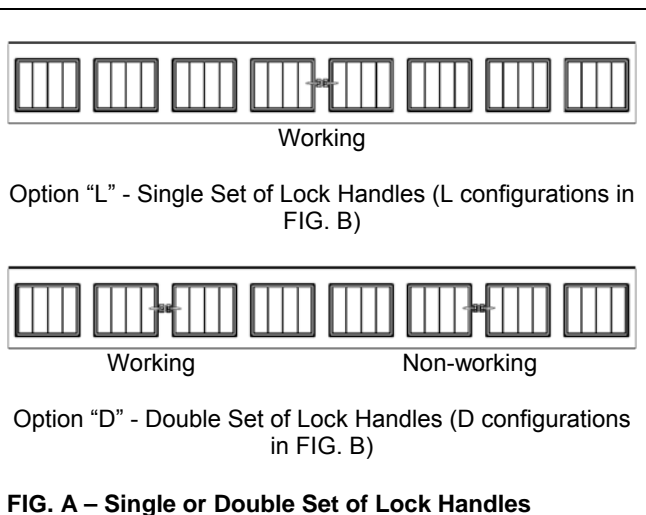 Working
Option “L” - Single Set of Lock Handles (L configurations in
FIG. B)
Working Non-working
Option “D” - Double Set of Lock Handles (D configurations
in FIG. B)
FIG. A – Single or Double Set of Lock Handles